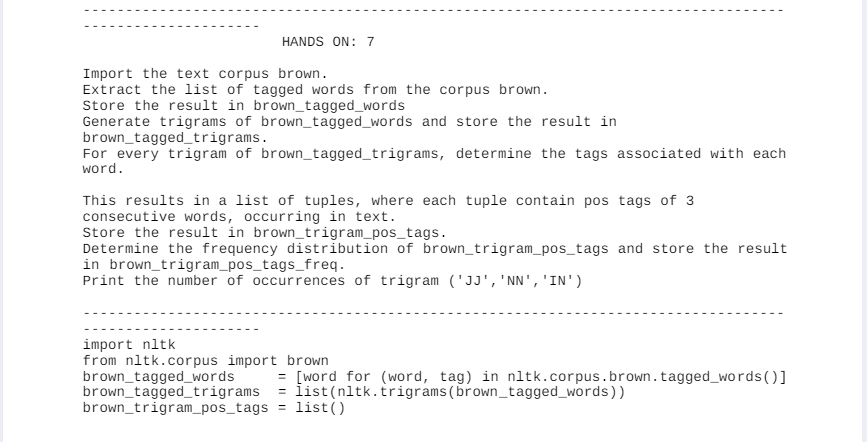 -----------------------------------------------------------------------------------
---------------------
HANDS ON: 7
Import the text corpus brown.
Extract the list of tagged words from the corpus brown.
Store the result in brown_tagged_words
Generate trigrams of brown_tagged_words and store the result in
brown_tagged_trigrams.
For every trigram of brown_tagged_trigrams, determine the tags associated with each
word.
This results in a list of tuples, where each tuple contain pos tags of 3
consecutive words, occurring in text.
Store the result in brown_trigram_pos_tags.
Determine the frequency distribution of brown_trigram_pos_tags and store the result
in brown_trigram_pos_tags_freq.
Print the number of occurrences of trigram ('JJ','NN','IN')
-----------------------------------------------------------------------------------
---------------------
import nltk
from nltk.corpus import brown
brown_tagged_words     = [word for (word, tag) in nltk.corpus.brown.tagged_words()]
brown_tagged_trigrams  = list(nltk.trigrams(brown_tagged_words))
brown_trigram_pos_tags = list()